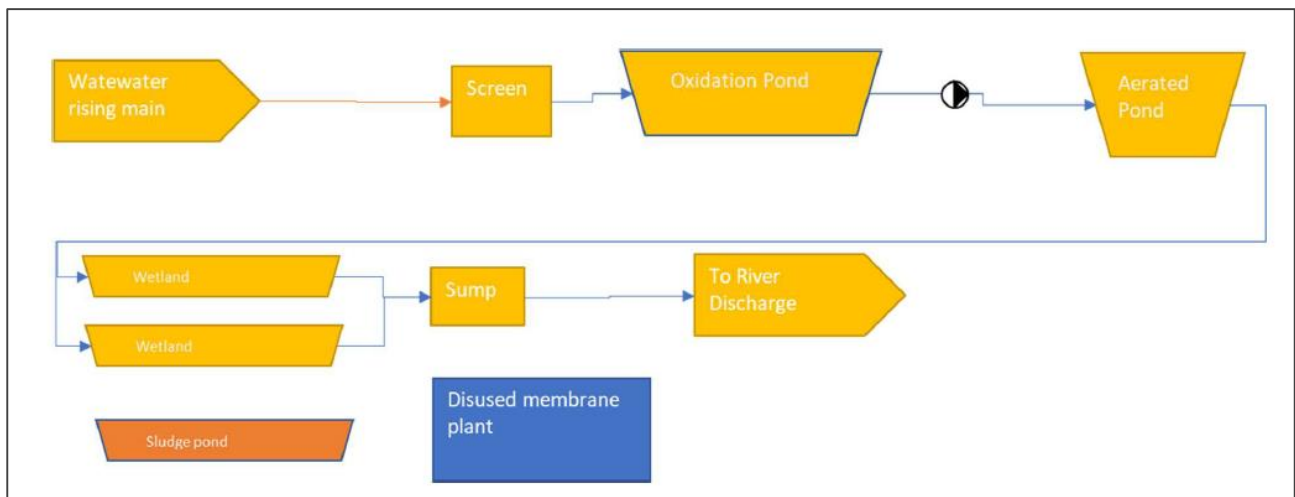 Watewater
rising main
Screen
Oxidation Pond
Aerated
Pond
Wetland
Sump
To River
Discharge
Wetland
Disused membrane
plant
Sludge pond